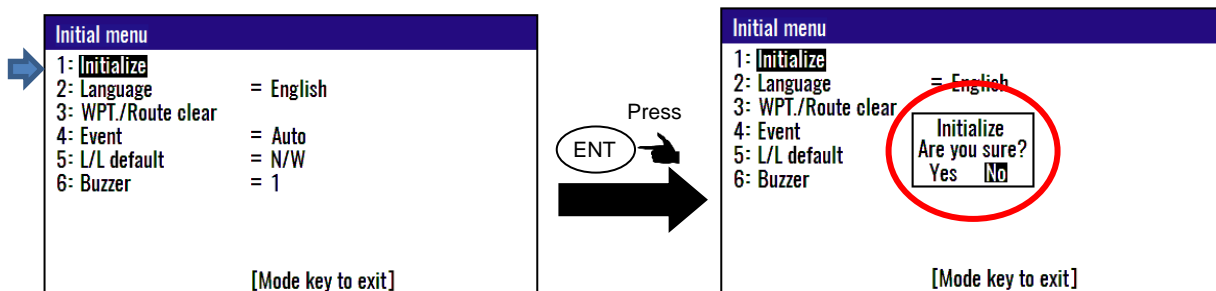 Initial menu
1: Initialize
2: Language = English
3: WPT./Route clear
4: Event = Auto
5: L/L default = N/W
6: Buzzer = 1
[Mode key to exit]
Press
ENT
Initial menu
1: Initialize
2: Language = English
3: WPT./Route clear
4: Event
5: L/L default
6: Buzzer
Initialize
Are you sure?
Yes No
[Mode key to exit]